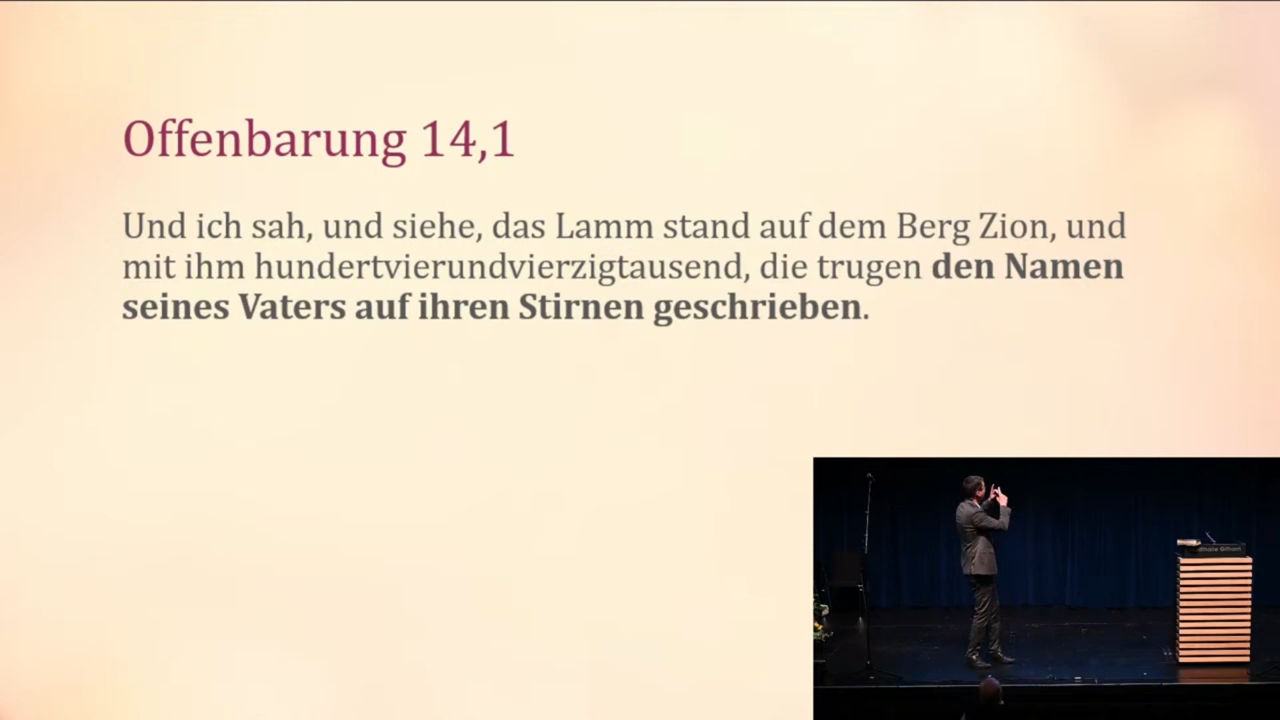 Offenbarung 14,1
Und ich sah, und siehe, das Lamm stand auf dem Berg Zion, und
mit ihm hundertvierundvierzigtausend, die trugen den Namen
seines Vaters auf ihren Stirnen geschrieben.